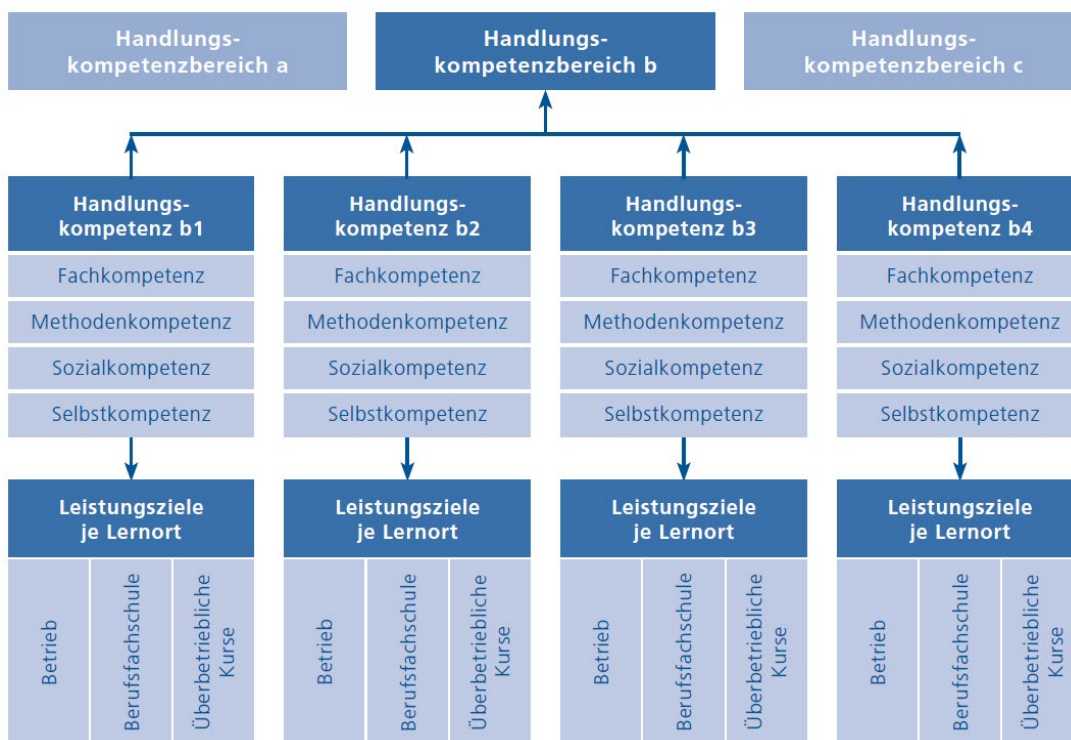 Handlungs-
kompetenzbereich a
Handlungs-
kompetenzbereich b
Handlungs-
kompetenzbereich c
Handlungs-
kompetenz b1
Fachkompetenz
Methodenkompetenz
Sozialkompetenz
Selbstkompetenz
Leistungsziele
je Lernort
Betrieb
Berufsfachschule
Überbetriebliche
Kurse
Handlungs-
kompetenz b2
Fachkompetenz
Methodenkompetenz
Sozialkompetenz
Selbstkompetenz
Leistungsziele
je Lernort
Betrieb
Berufsfachschule
Überbetriebliche
Kurse
Handlungs-
kompetenz b3
Fachkompetenz
Methodenkompetenz
Sozialkompetenz
Selbstkompetenz
Leistungsziele
je Lernort
Betrieb
Berufsfachschule
Überbetriebliche
Kurse
Handlungs-
kompetenz b4
Fachkompetenz
Methodenkompetenz
Sozialkompetenz
Selbstkompetenz
Leistungsziele
je Lernort
Betrieb
Berufsfachschule
Überbetriebliche
Kurse